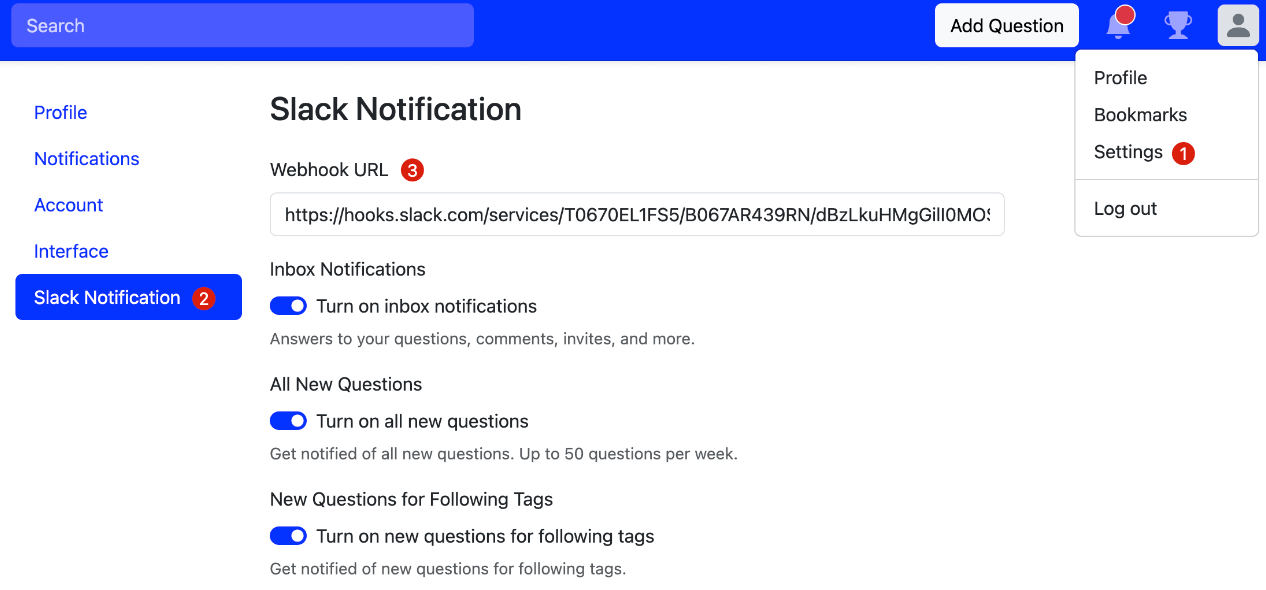 Search
Add Question
Profile
Bookmarks
Settings 1
Log out
Profile
Notifications
Account
Interface
Slack Notification 2
Slack Notification
Webhook URL 3
https://hooks.slack.com/services/T0670EL1FS5/B067AR439RN/dBzLkuHMgGilI0MOS
Inbox Notifications
Turn on inbox notifications
Answers to your questions, comments, invites, and more.
All New Questions
Turn on all new questions
Get notified of all new questions. Up to 50 questions per week.
New Questions for Following Tags
Turn on new questions for following tags
Get notified of new questions for following tags.